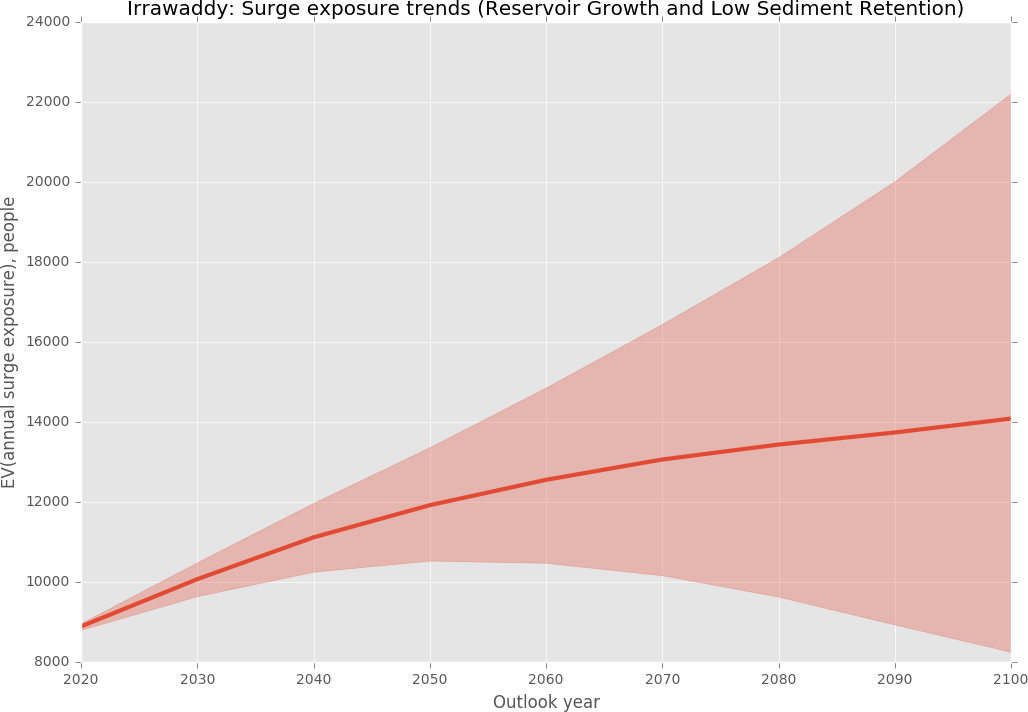 Irrawaddy: Surge exposure trends (Reservoir Growth and Low Sediment Retention)
24000
22000
20000
18000
16000
14000
12000
10000
8000
EV(annual surge exposure), people
2020 2030 2040 2050 2060 2070 2080 2090 2100
Outlook year